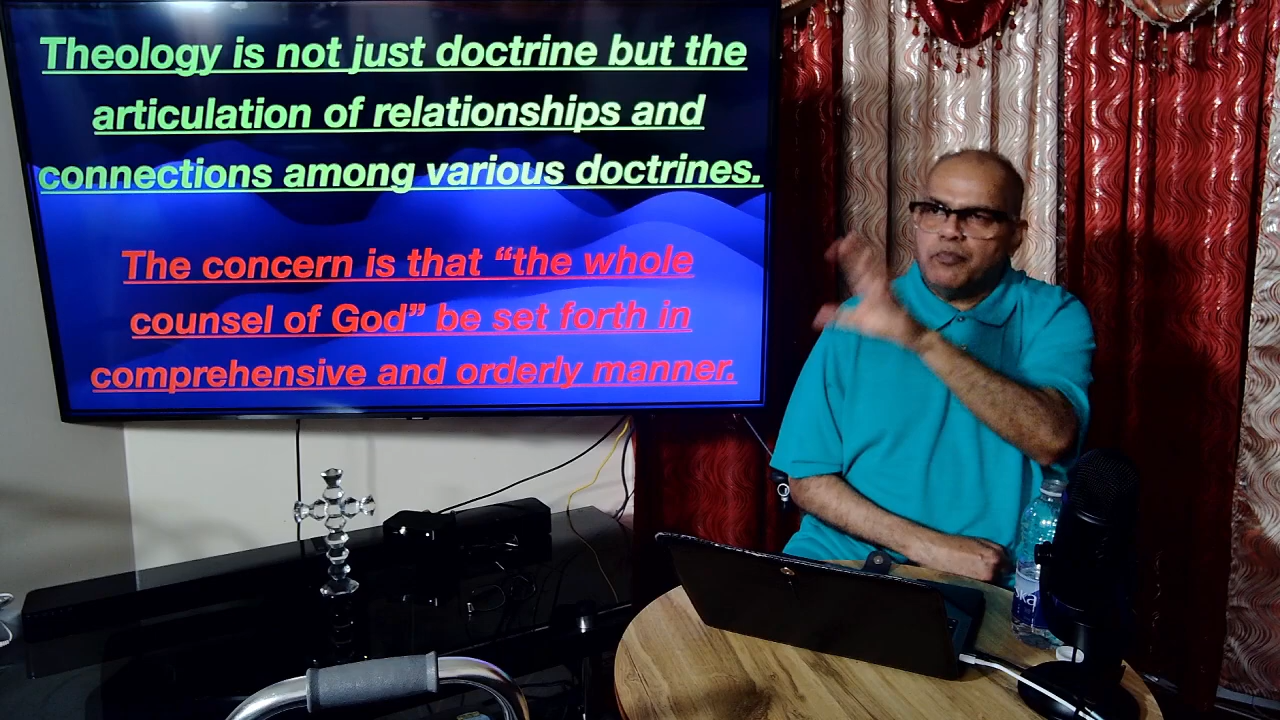 Theology is not just doctrine but the
articulation of relationships and
connections among various doctrines.
The concern is that “the whole
counsel of God” be set forth in
comprehensive and orderly manner.